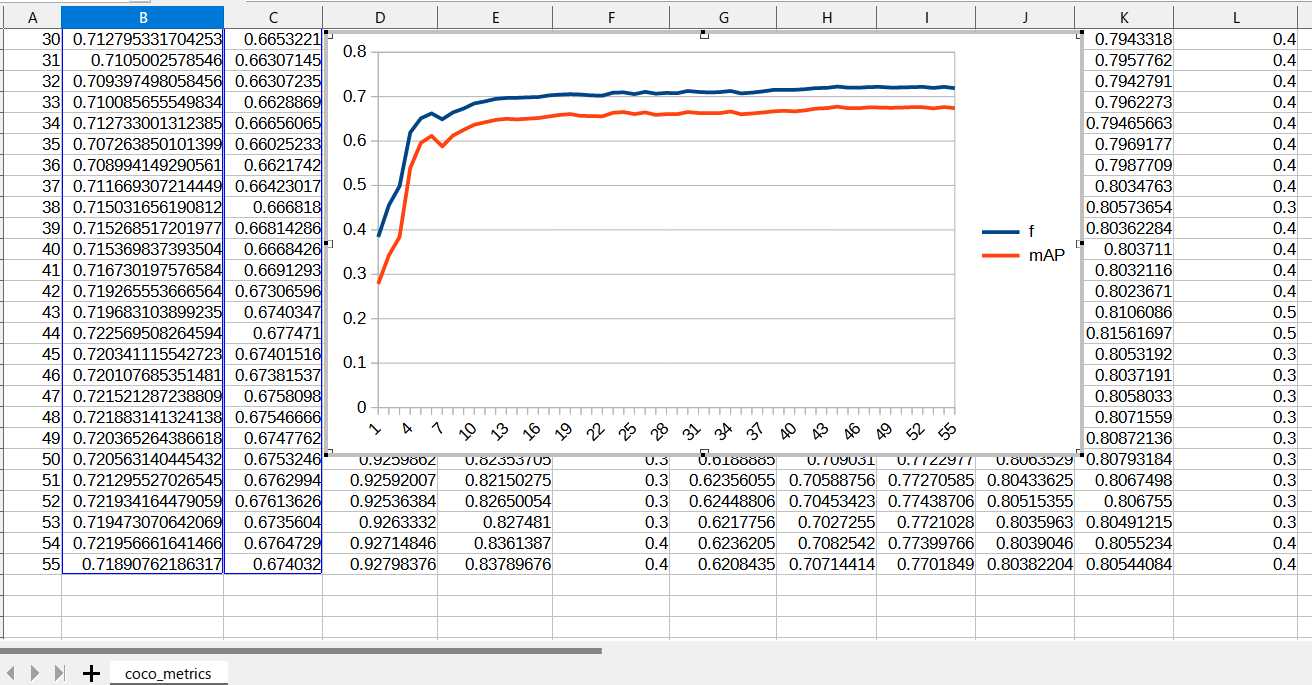 A B C D E F G H I J K L
30 0.712795331704253 0.6653221 0.7943318 0.4
31 0.7105002578546 0.66307145 0.7957762 0.4
32 0.709397498058456 0.66307235 0.7942791 0.4
33 0.710085655549834 0.6628869 0.7962273 0.4
34 0.712733001312385 0.66656065 0.79465663 0.4
35 0.707263850101399 0.66025233 0.7969177 0.4
36 0.708994149290561 0.6621742 0.7987709 0.4
37 0.711669307214449 0.66423017 0.8034763 0.4
38 0.715031656190812 0.666818 0.80573654 0.3
39 0.715268517201977 0.66814286 0.80362284 0.4
40 0.715369837393504 0.6668426 0.803711 0.4
41 0.716730197576584 0.6691293 0.8032116 0.4
42 0.719265553666564 0.67306596 0.8023671 0.4
43 0.719683103899235 0.6740347 0.8106086 0.5
44 0.722569508264594 0.677471 0.81561697 0.5
45 0.720341115542723 0.67401516 0.8053192 0.3
46 0.720107685351481 0.67381537 0.8037191 0.3
47 0.721521287238809 0.6758098 0.8058033 0.3
48 0.721883141324138 0.67546666 0.8071559 0.3
49 0.720365264386618 0.6747762 0.80872136 0.3
50 0.720563140445432 0.6753246 0.9259862 0.82353705 0.3 0.6188885 0.709031 0.7722977 0.8063529 0.80793184 0.3
51 0.721295527026545 0.6762994 0.92592007 0.82150275 0.3 0.62356055 0.70588756 0.77270585 0.80433625 0.8067498 0.3
52 0.721934164479059 0.67613626 0.92536384 0.82650054 0.3 0.62448806 0.70453423 0.77438706 0.80515355 0.806755 0.3
53 0.719473070642069 0.6735604 0.9263332 0.827481 0.3 0.6217756 0.7027255 0.7721028 0.8035963 0.80491215 0.3
54 0.721956661641466 0.6764729 0.92714846 0.8361387 0.4 0.6236205 0.7082542 0.77399766 0.8039046 0.8055234 0.4
55 0.71890762186317 0.674032 0.92798376 0.83789676 0.4 0.6208435 0.70714414 0.7701849 0.80382204 0.80544084 0.4
0.8
0.7
0.6
0.5
0.4
0.3
0.2
0.1
0
1 4 7 10 13 16 19 22 25 28 31 34 37 40 43 46 49 52 55
f
mAP
coco_metrics